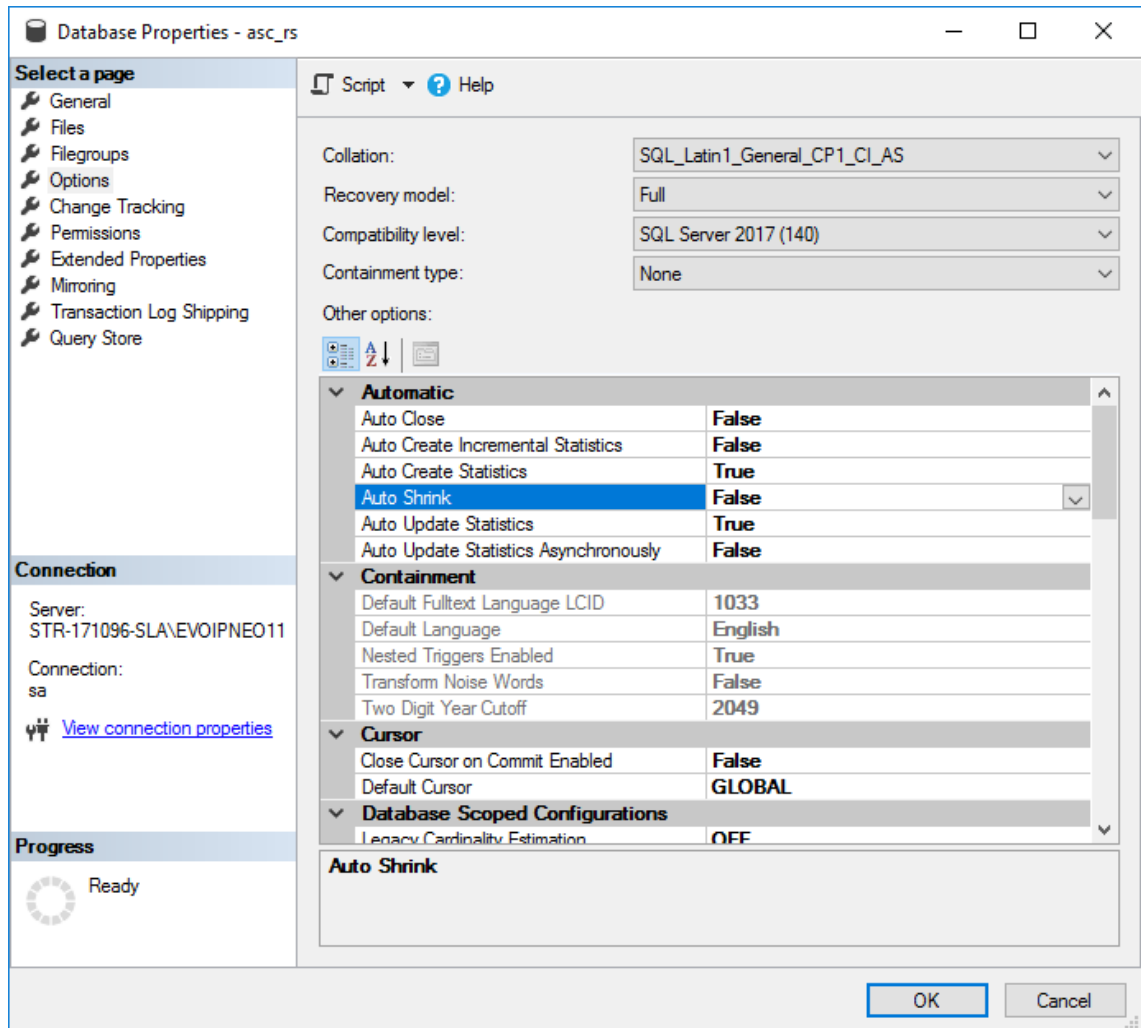 Database Properties - asc_rs
Select a page
General
Files
Filegroups
Options
Change Tracking
Permissions
Extended Properties
Mirroring
Transaction Log Shipping
Query Store
Connection
Server:
STR-171096-SLA\EVOIPNEO11
Connection:
sa
View connection properties
Progress
Ready
Script Help
Collation: SQL_Latin1_General_CP1_CI_AS
Recovery model: Full
Compatibility level: SQL Server 2017 (140)
Containment type: None
Other options:
Automatic
Auto Close False
Auto Create Incremental Statistics False
Auto Create Statistics True
Auto Shrink False
Auto Update Statistics True
Auto Update Statistics Asynchronously False
Containment
Default Fulltext Language LCID 1033
Default Language English
Nested Triggers Enabled True
Transform Noise Words False
Two Digit Year Cutoff 2049
Cursor
Close Cursor on Commit Enabled False
Default Cursor GLOBAL
Database Scoped Configurations
Legacy Cardinality Estimation OFF
Auto Shrink
OK Cancel